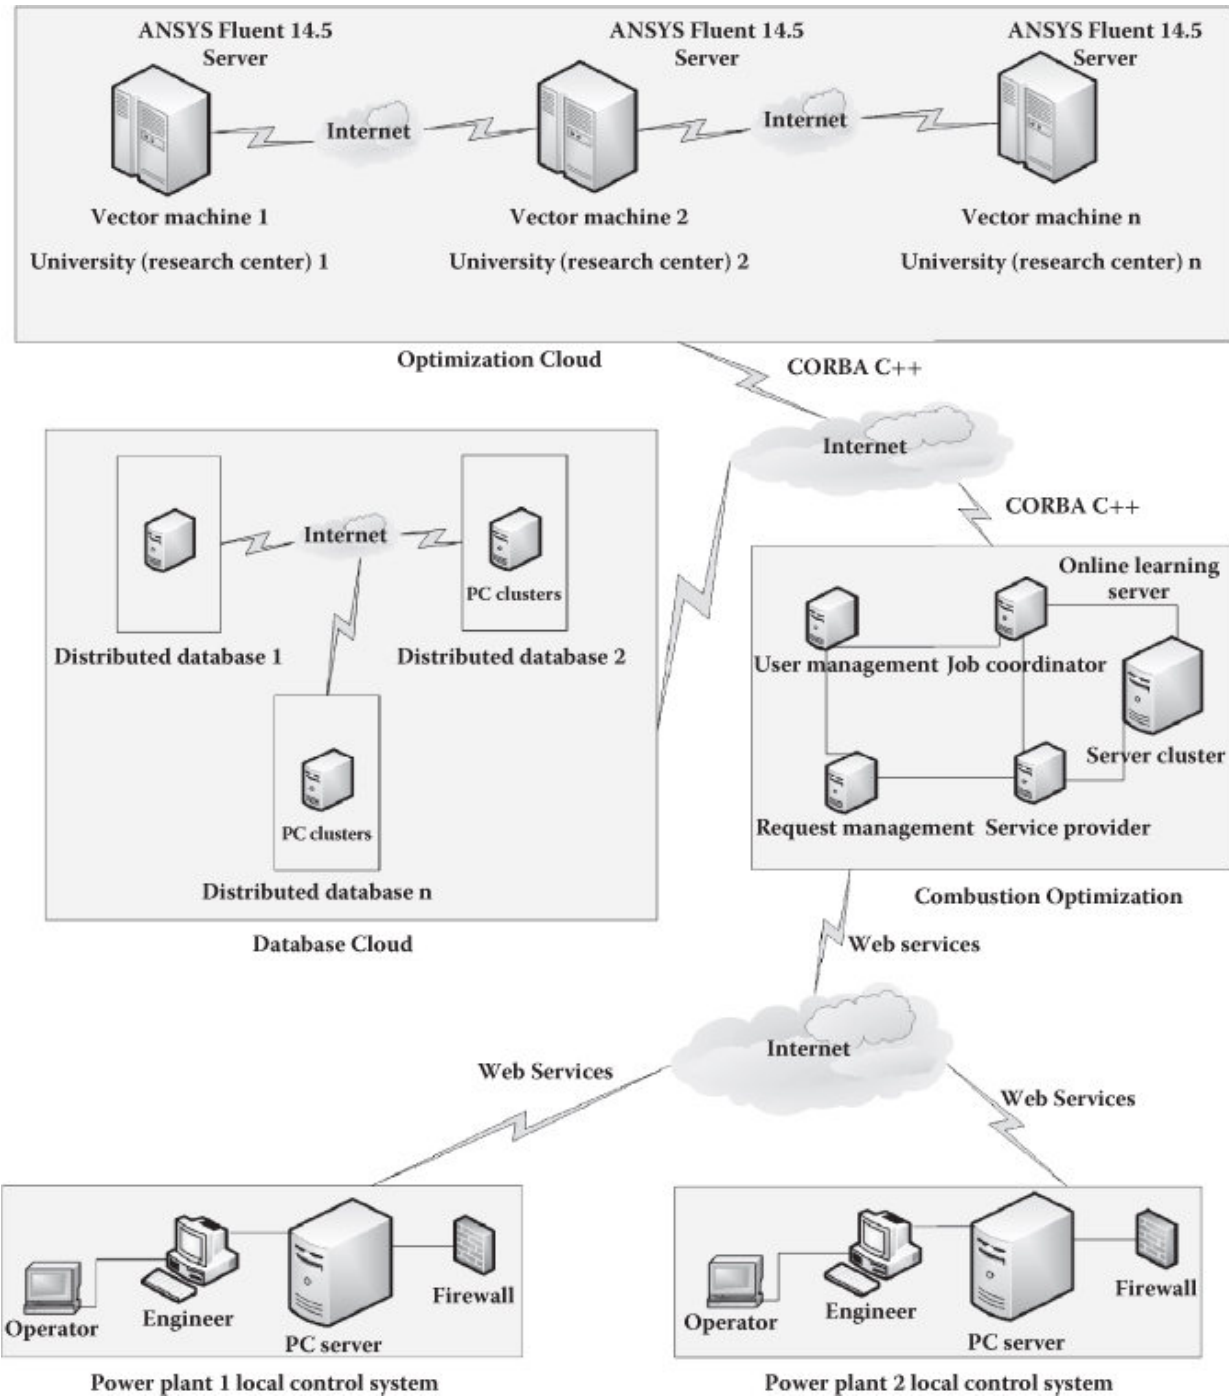 ANSYS Fluent 14.5
Server
ANSYS Fluent 14.5
Server
ANSYS Fluent 14.5
Server
Internet
Internet
Vector machine 1
Vector machine 2
Vector machine n
University (research center) 1
University (research center) 2
University (research center) n
Optimization Cloud
CORBA C++
Internet
CORBA C++
Internet
PC clusters
Distributed database 1
Distributed database 2
PC clusters
Distributed database n
Database Cloud
Online learning
server
User management
Job coordinator
Server cluster
Request management
Service provider
Combustion Optimization
Web services
Internet
Web Services
Web Services
Operator
Engineer
PC server
Firewall
Power plant 1 local control system
Operator
Engineer
PC server
Firewall
Power plant 2 local control system